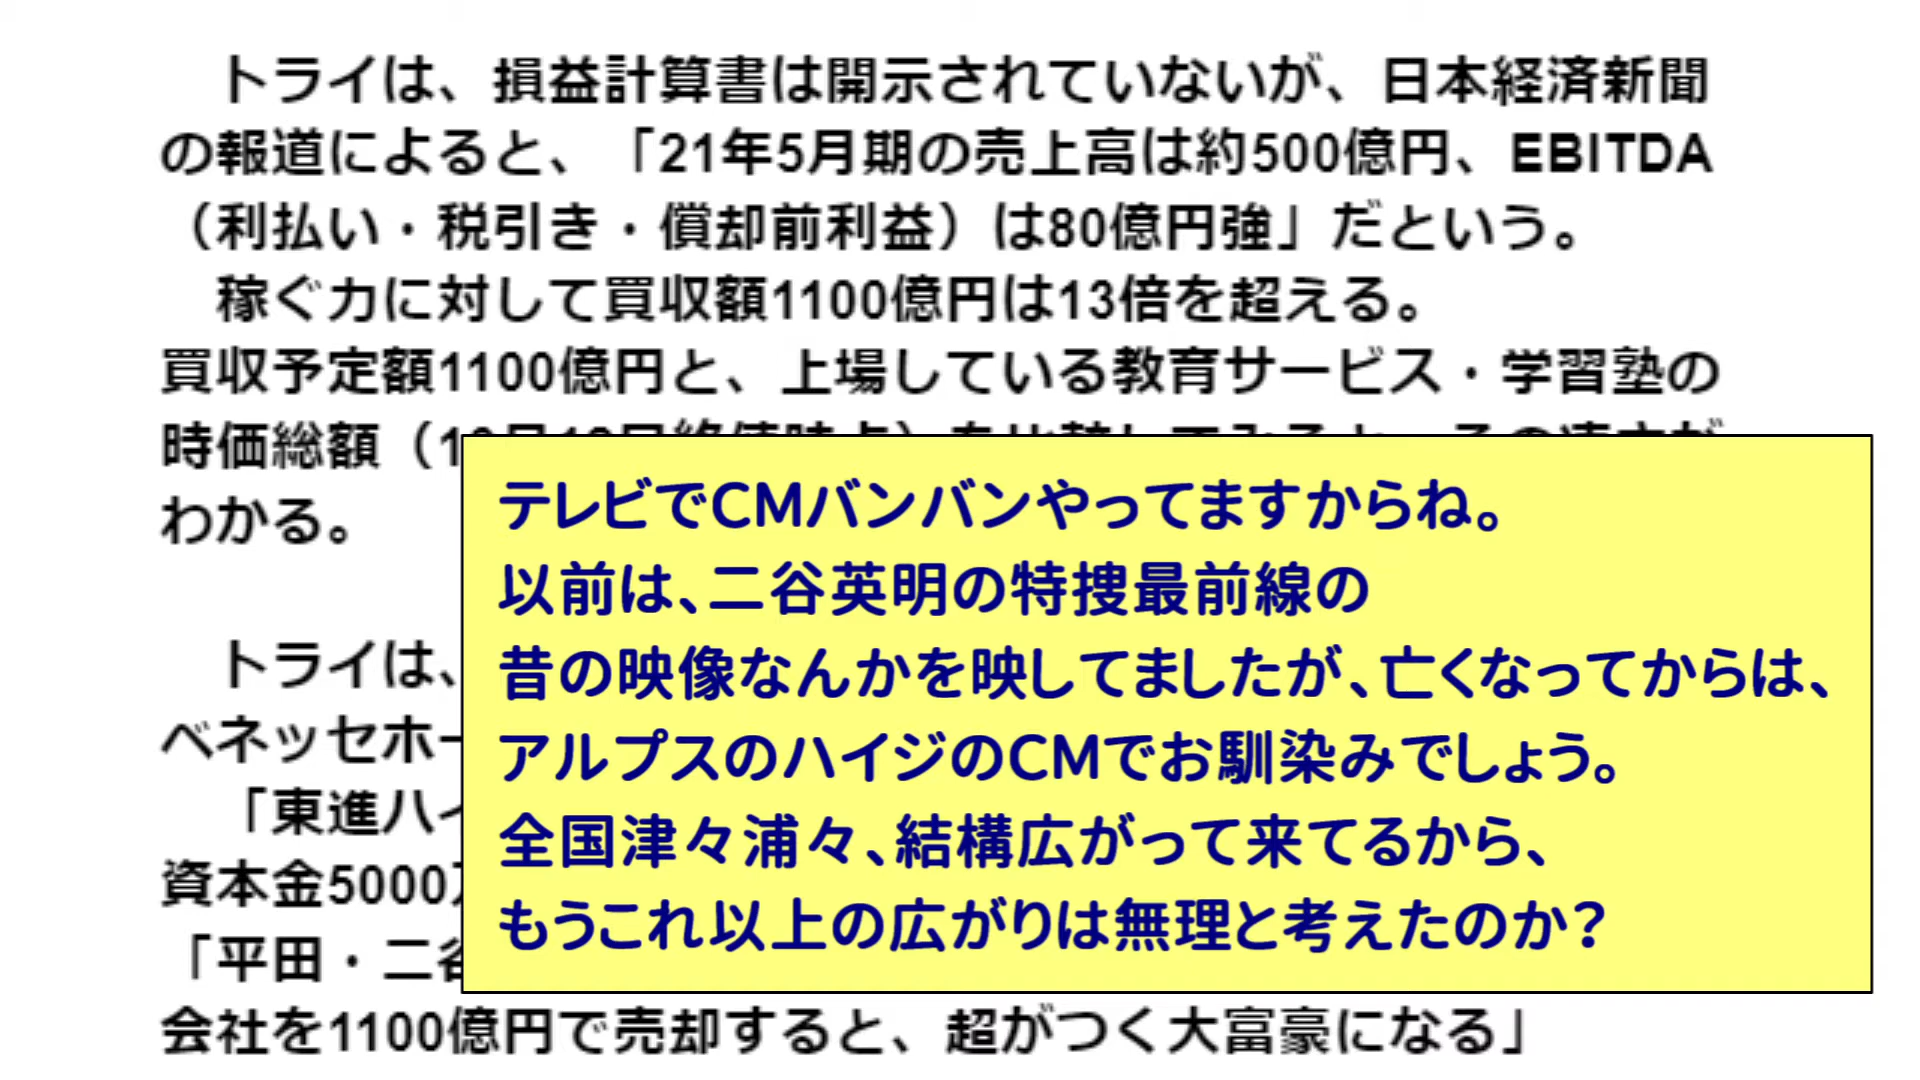 トライは、損益計算書は開示されていないが、日本経済新聞
の報道によると、「21年5月期の売上高は約500億円、EBITDA
（利払い・税引き・償却前利益）は80億円強」だという。
稼ぐ力に対して買収額1100億円は13倍を超える。
買収予定額1100億円と、上場している教育サービス・学習塾の
時価総額（1
わかる。
トライは、
ベネッセホー
「東進ハイ
資本金5000万
「平田・二谷
会社を1100億円で売却すると、超がつく大富豪になる」
テレビでCMバンバンやってますからね。
以前は、二谷英明の特捜最前線の
昔の映像なんかを映してましたが、亡くなってからは、
アルプスのハイジのCMでお馴染みでしょう。
全国津々浦々、結構広がって来てるから、
もうこれ以上の広がりは無理と考えたのか？